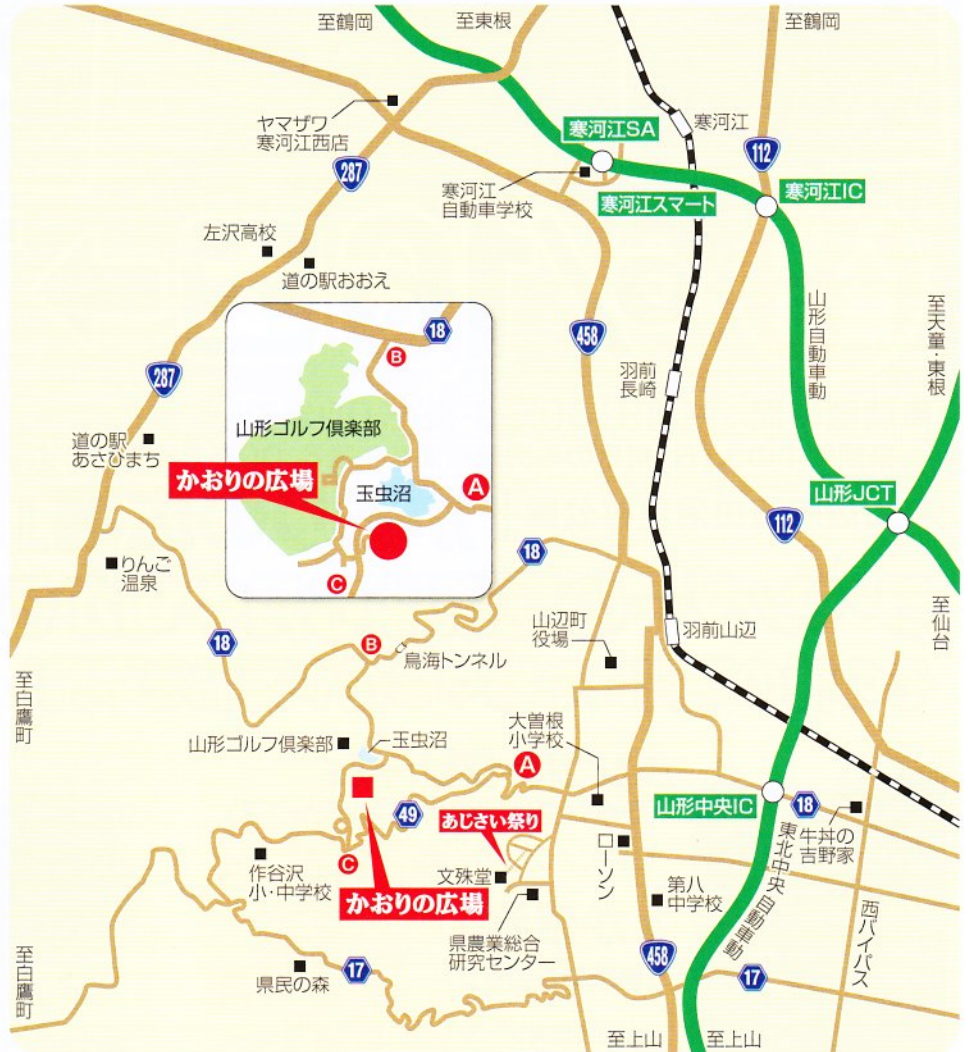 至鶴岡
至東根
至鶴岡
ヤマザワ
寒河江西店
寒河江SA
寒河江
112
287
寒河江
自動車学校
寒河江スマート
寒河江IC
左沢高校
道の駅おおえ
山形自動車動
至天童・東根
18
B
458
287
羽前
長崎
山形ゴルフ倶楽部
道の駅
あさひまち
かおりの広場
玉虫沼
A
山形JCT
112
りんご
温泉
C
18
至仙台
18
山辺町
役場
羽前山辺
B
鳥海トンネル
至白鷹町
山形ゴルフ倶楽部
玉虫沼
大曽根
小学校
A
山形中央IC
18
49
あじさい祭り
牛丼の
吉野家
ローソン
C
作谷沢
小・中学校
文殊堂
第八
中学校
東北中央自動車動
かおりの広場
西バイパス
県農業総合
研究センター
458
至白鷹町
県民の森
17
17
至上山
至上山